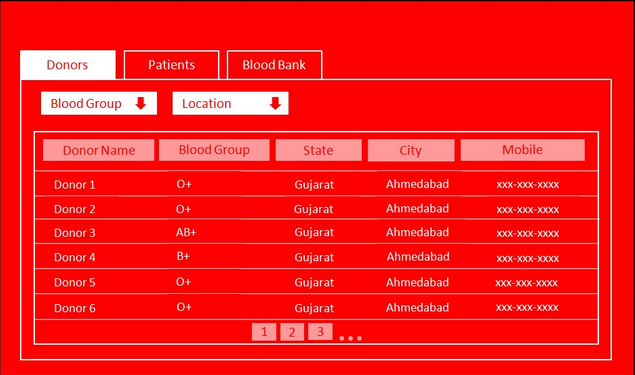 Donors Patients Blood Bank
Blood Group Location
Donor Name Blood Group State City Mobile
Donor 1 O+ Gujarat Ahmedabad xxx-xxx-xxxx
Donor 2 O+ Gujarat Ahmedabad xxx-xxx-xxxx
Donor 3 AB+ Gujarat Ahmedabad xxx-xxx-xxxx
Donor 4 B+ Gujarat Ahmedabad xxx-xxx-xxxx
Donor 5 O+ Gujarat Ahmedabad xxx-xxx-xxxx
Donor 6 O+ Gujarat Ahmedabad xxx-xxx-xxxx
1 2 3 ...